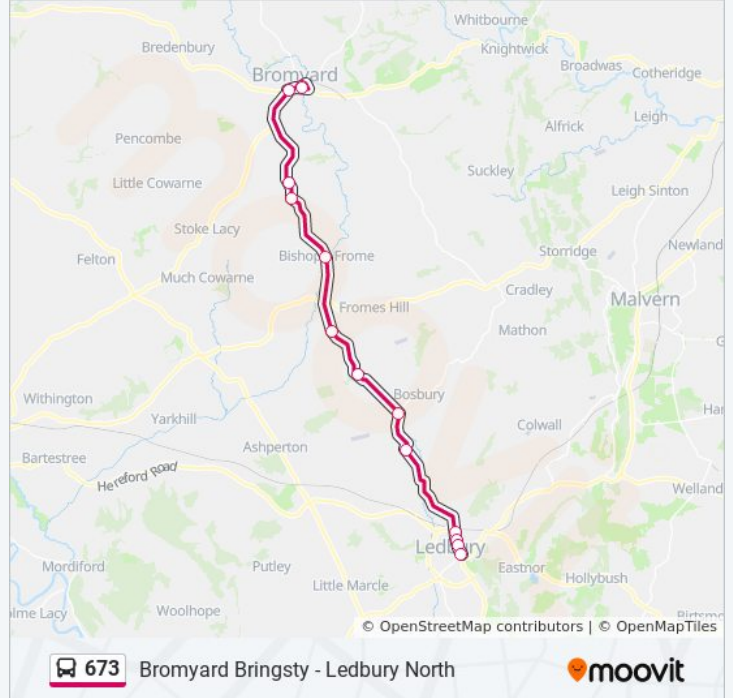 Whitbourne
Bredenbury
Knightwick
Bromyard
Broadwas
Cotheridge
Leigh
Alfrick
Pencombe
Suckley
Little Cowarne
Leigh Sinton
Stoke Lacy
Newland
Storridge
Bishop Frome
Felton
Much Cowarne
Cradley
Malvern
Fromes Hill
Mathon
Withington
Bosbury
Yarkhill
Colwall
Ashperton
Bartestree
Hereford Road
Welland
Ledbury
Mordiford
Putley
Eastnor
Hollybush
Little Marcle
Woolhope
lme Lacy
© OpenStreetMap contributors | © OpenMapTiles
673 Bromyard Bringsty - Ledbury North
moovit